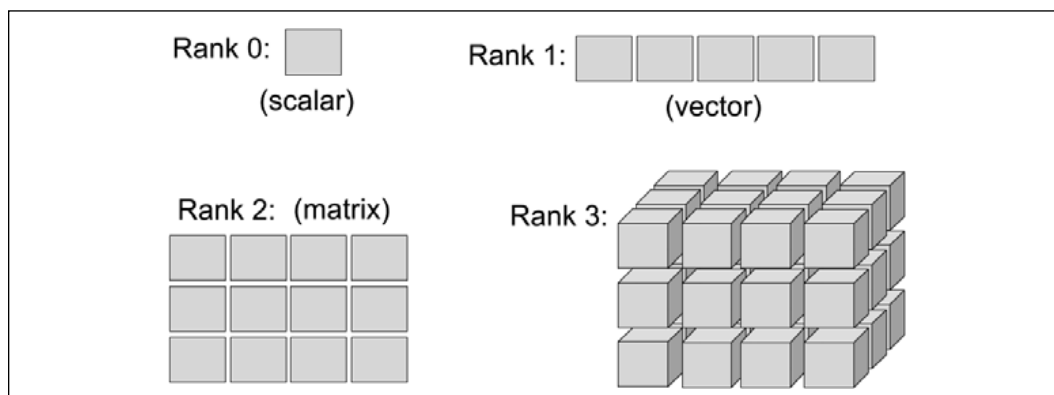 Rank 0:
(scalar)
Rank 1:
(vector)
Rank 2: (matrix)
Rank 3: